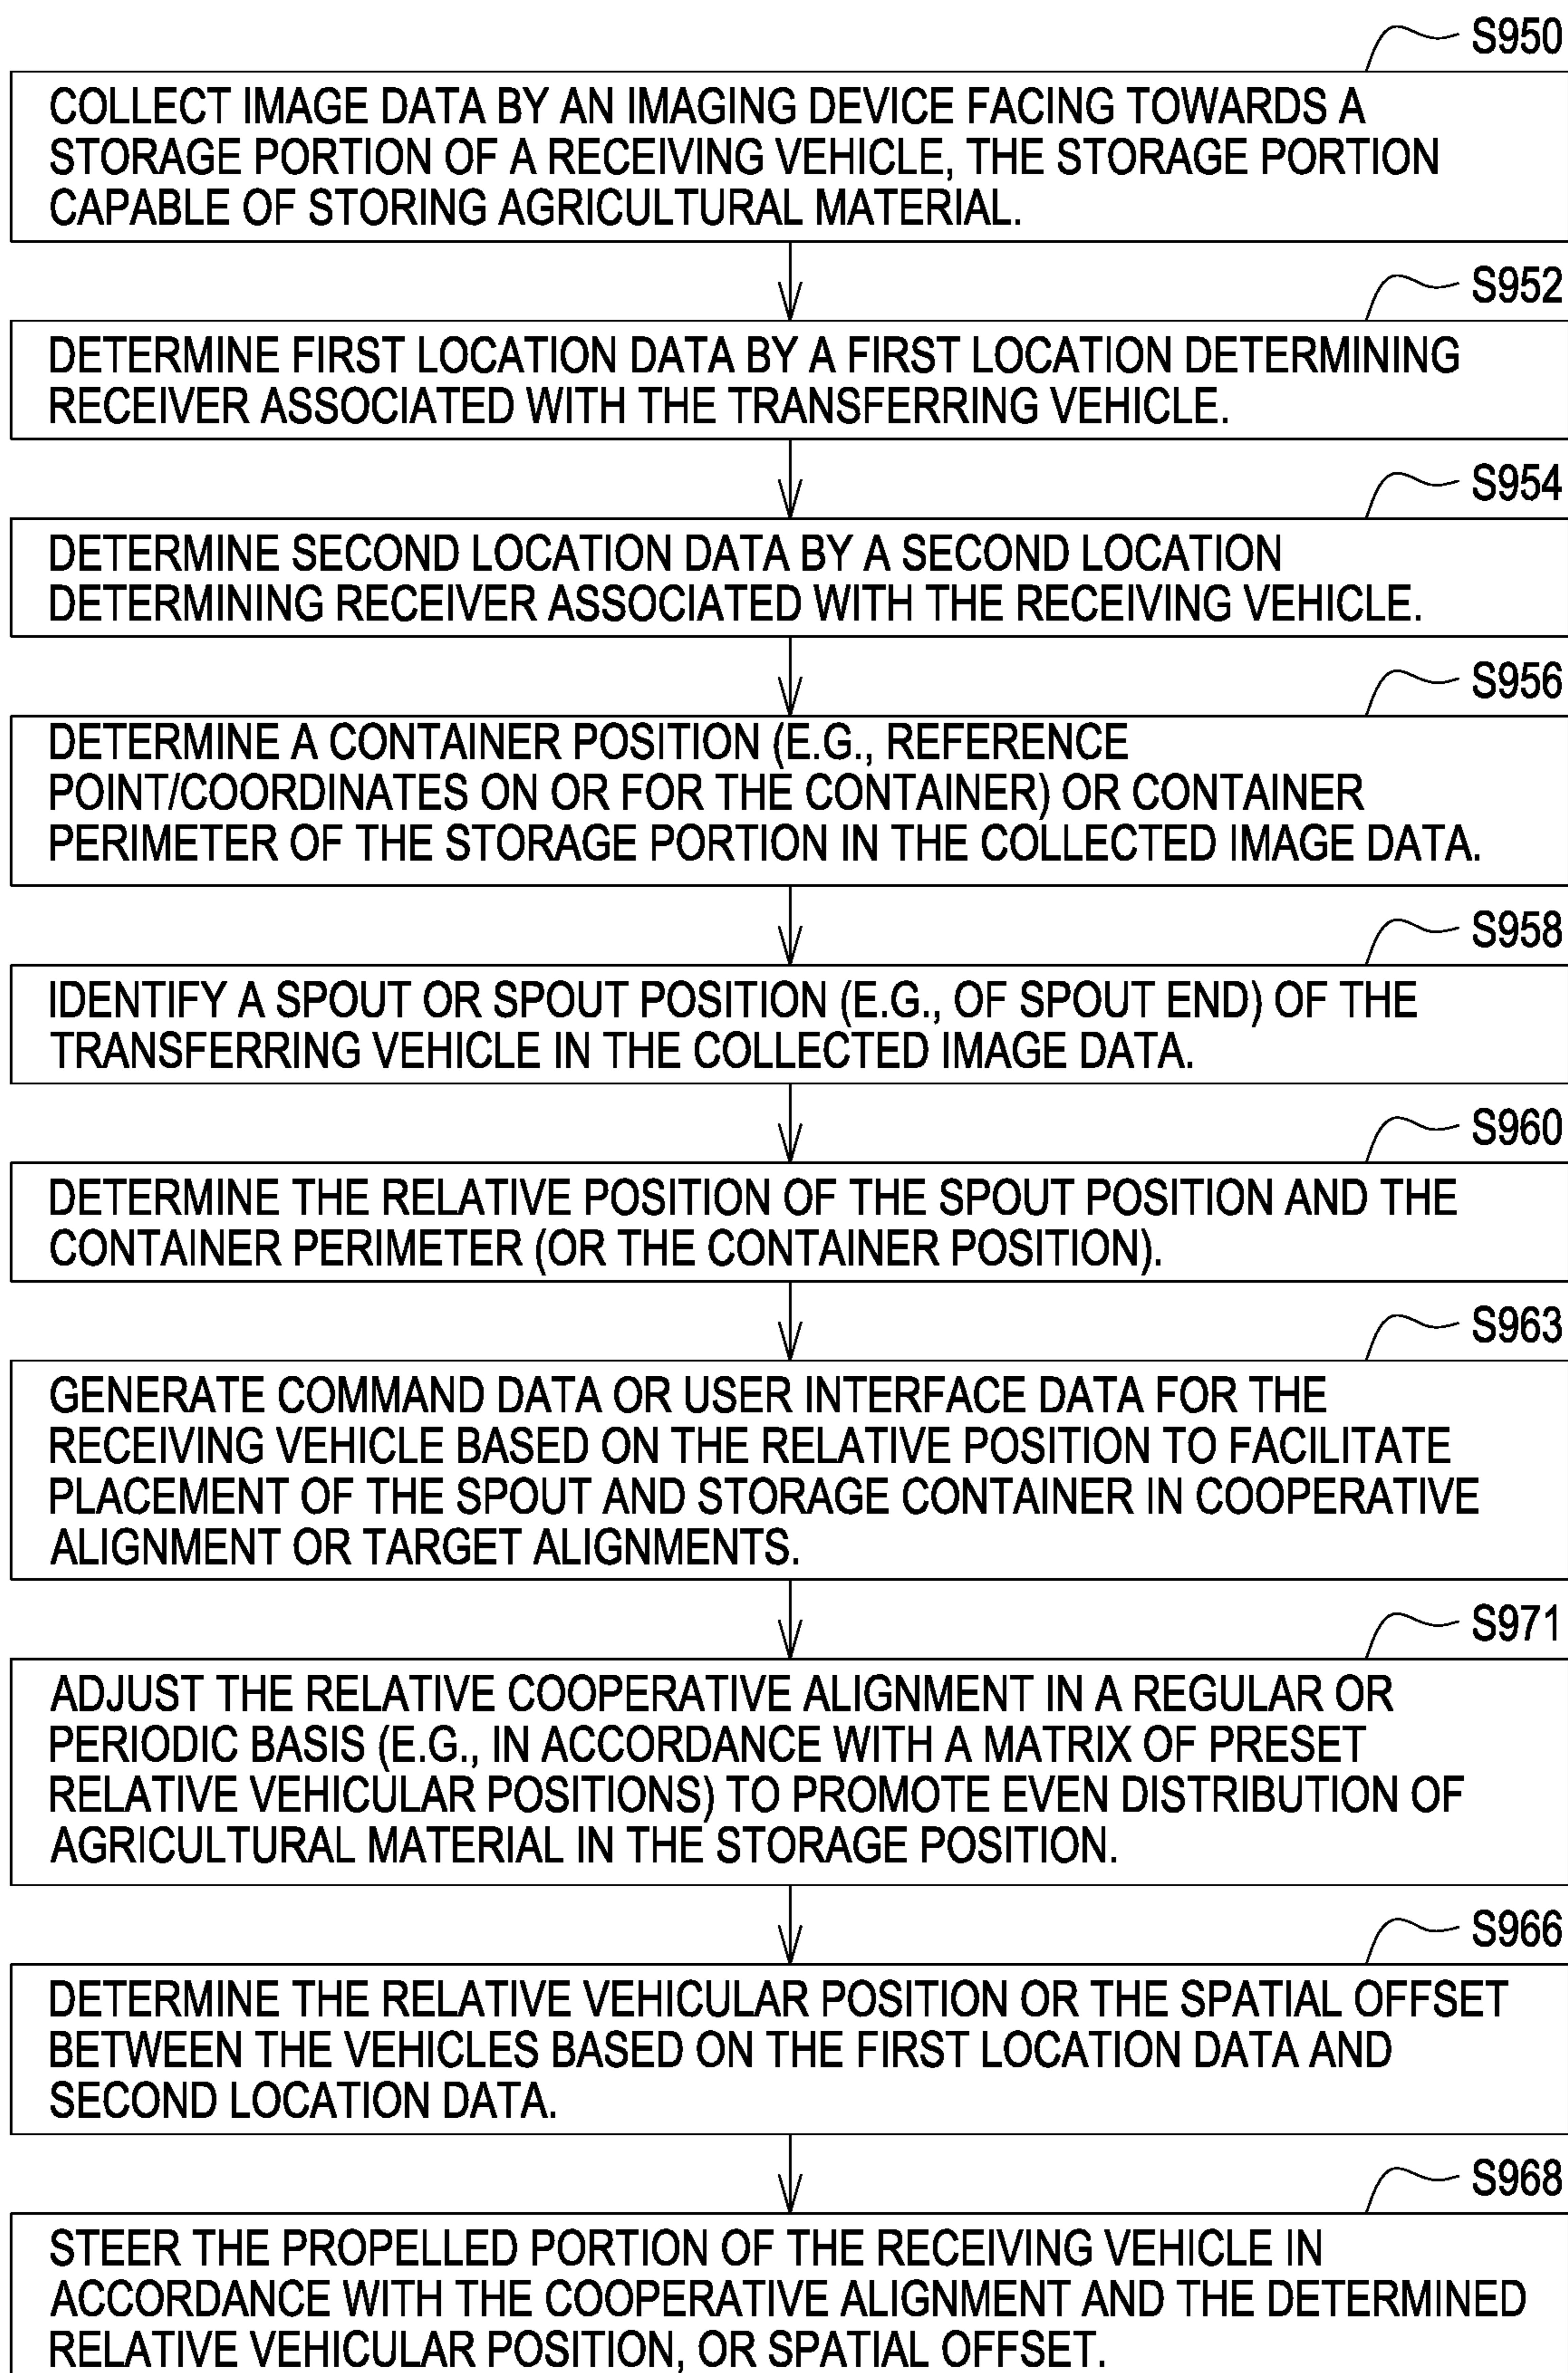 S950
COLLECT IMAGE DATA BY AN IMAGING DEVICE FACING TOWARDS A
STORAGE PORTION OF A RECEIVING VEHICLE, THE STORAGE PORTION
CAPABLE OF STORING AGRICULTURAL MATERIAL.
S952
DETERMINE FIRST LOCATION DATA BY A FIRST LOCATION DETERMINING
RECEIVER ASSOCIATED WITH THE TRANSFERRING VEHICLE.
S954
DETERMINE SECOND LOCATION DATA BY A SECOND LOCATION
DETERMINING RECEIVER ASSOCIATED WITH THE RECEIVING VEHICLE.
S956
DETERMINE A CONTAINER POSITION (E.G., REFERENCE
POINT/COORDINATES ON OR FOR THE CONTAINER) OR CONTAINER
PERIMETER OF THE STORAGE PORTION IN THE COLLECTED IMAGE DATA.
S958
IDENTIFY A SPOUT OR SPOUT POSITION (E.G., OF SPOUT END) OF THE
TRANSFERRING VEHICLE IN THE COLLECTED IMAGE DATA.
S960
DETERMINE THE RELATIVE POSITION OF THE SPOUT POSITION AND THE
CONTAINER PERIMETER (OR THE CONTAINER POSITION).
S963
GENERATE COMMAND DATA OR USER INTERFACE DATA FOR THE
RECEIVING VEHICLE BASED ON THE RELATIVE POSITION TO FACILITATE
PLACEMENT OF THE SPOUT AND STORAGE CONTAINER IN COOPERATIVE
ALIGNMENT OR TARGET ALIGNMENTS.
S971
ADJUST THE RELATIVE COOPERATIVE ALIGNMENT IN A REGULAR OR
PERIODIC BASIS (E.G., IN ACCORDANCE WITH A MATRIX OF PRESET
RELATIVE VEHICULAR POSITIONS) TO PROMOTE EVEN DISTRIBUTION OF
AGRICULTURAL MATERIAL IN THE STORAGE POSITION.
S966
DETERMINE THE RELATIVE VEHICULAR POSITION OR THE SPATIAL OFFSET
BETWEEN THE VEHICLES BASED ON THE FIRST LOCATION DATA AND
SECOND LOCATION DATA.
S968
STEER THE PROPELLED PORTION OF THE RECEIVING VEHICLE IN
ACCORDANCE WITH THE COOPERATIVE ALIGNMENT AND THE DETERMINED
RELATIVE VEHICULAR POSITION, OR SPATIAL OFFSET.